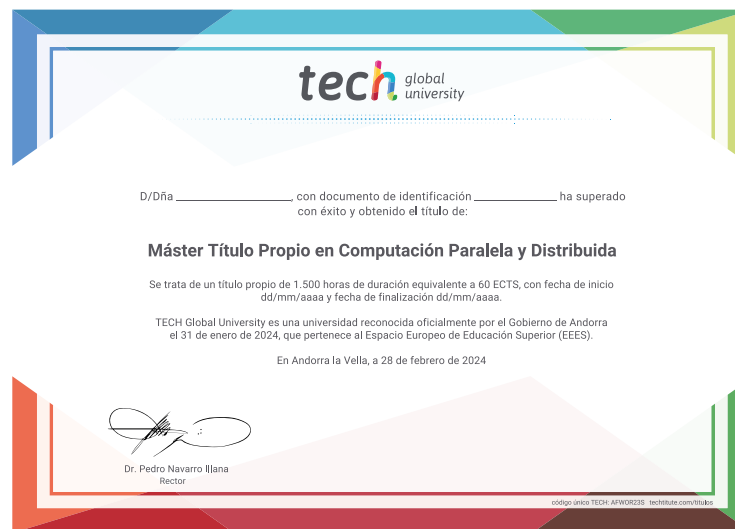 tech global
university
D/Dña ______________, con documento de identificación __________ ha superado
con éxito y obtenido el título de:
Máster Título Propio en Computación Paralela y Distribuida
Se trata de un título propio de 1.500 horas de duración equivalente a 60 ECTS, con fecha de inicio
dd/mm/aaaa y fecha de finalización dd/mm/aaaa.
TECH Global University es una universidad reconocida oficialmente por el Gobierno de Andorra
el 31 de enero de 2024, que pertenece al Espacio Europeo de Educación Superior (EEES).
En Andorra la Vella, a 28 de febrero de 2024
Dr. Pedro Navarro Illana
Rector
código único TECH: AFWOR23S techtitute.com/titulos